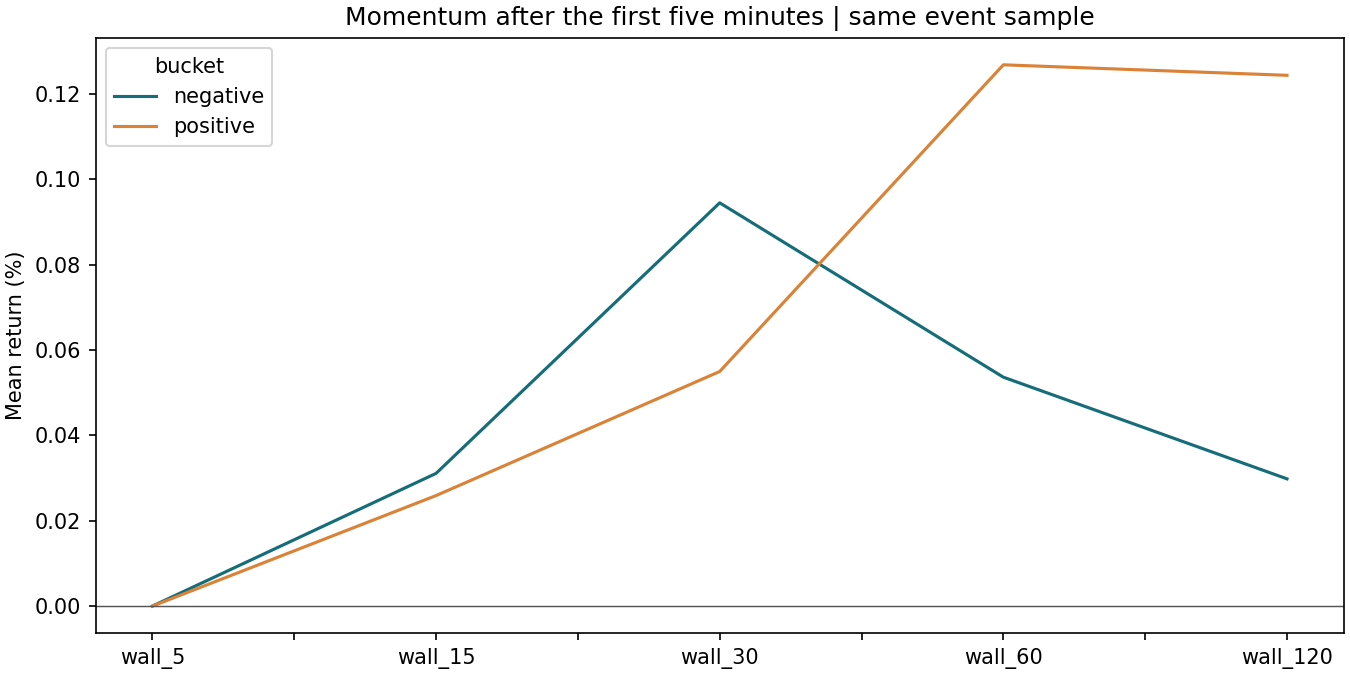 Momentum after the first five minutes | same event sample
bucket
negative
positive
Mean return (%)
0.12
0.10
0.08
0.06
0.04
0.02
0.00
wall_5 wall_15 wall_30 wall_60 wall_120